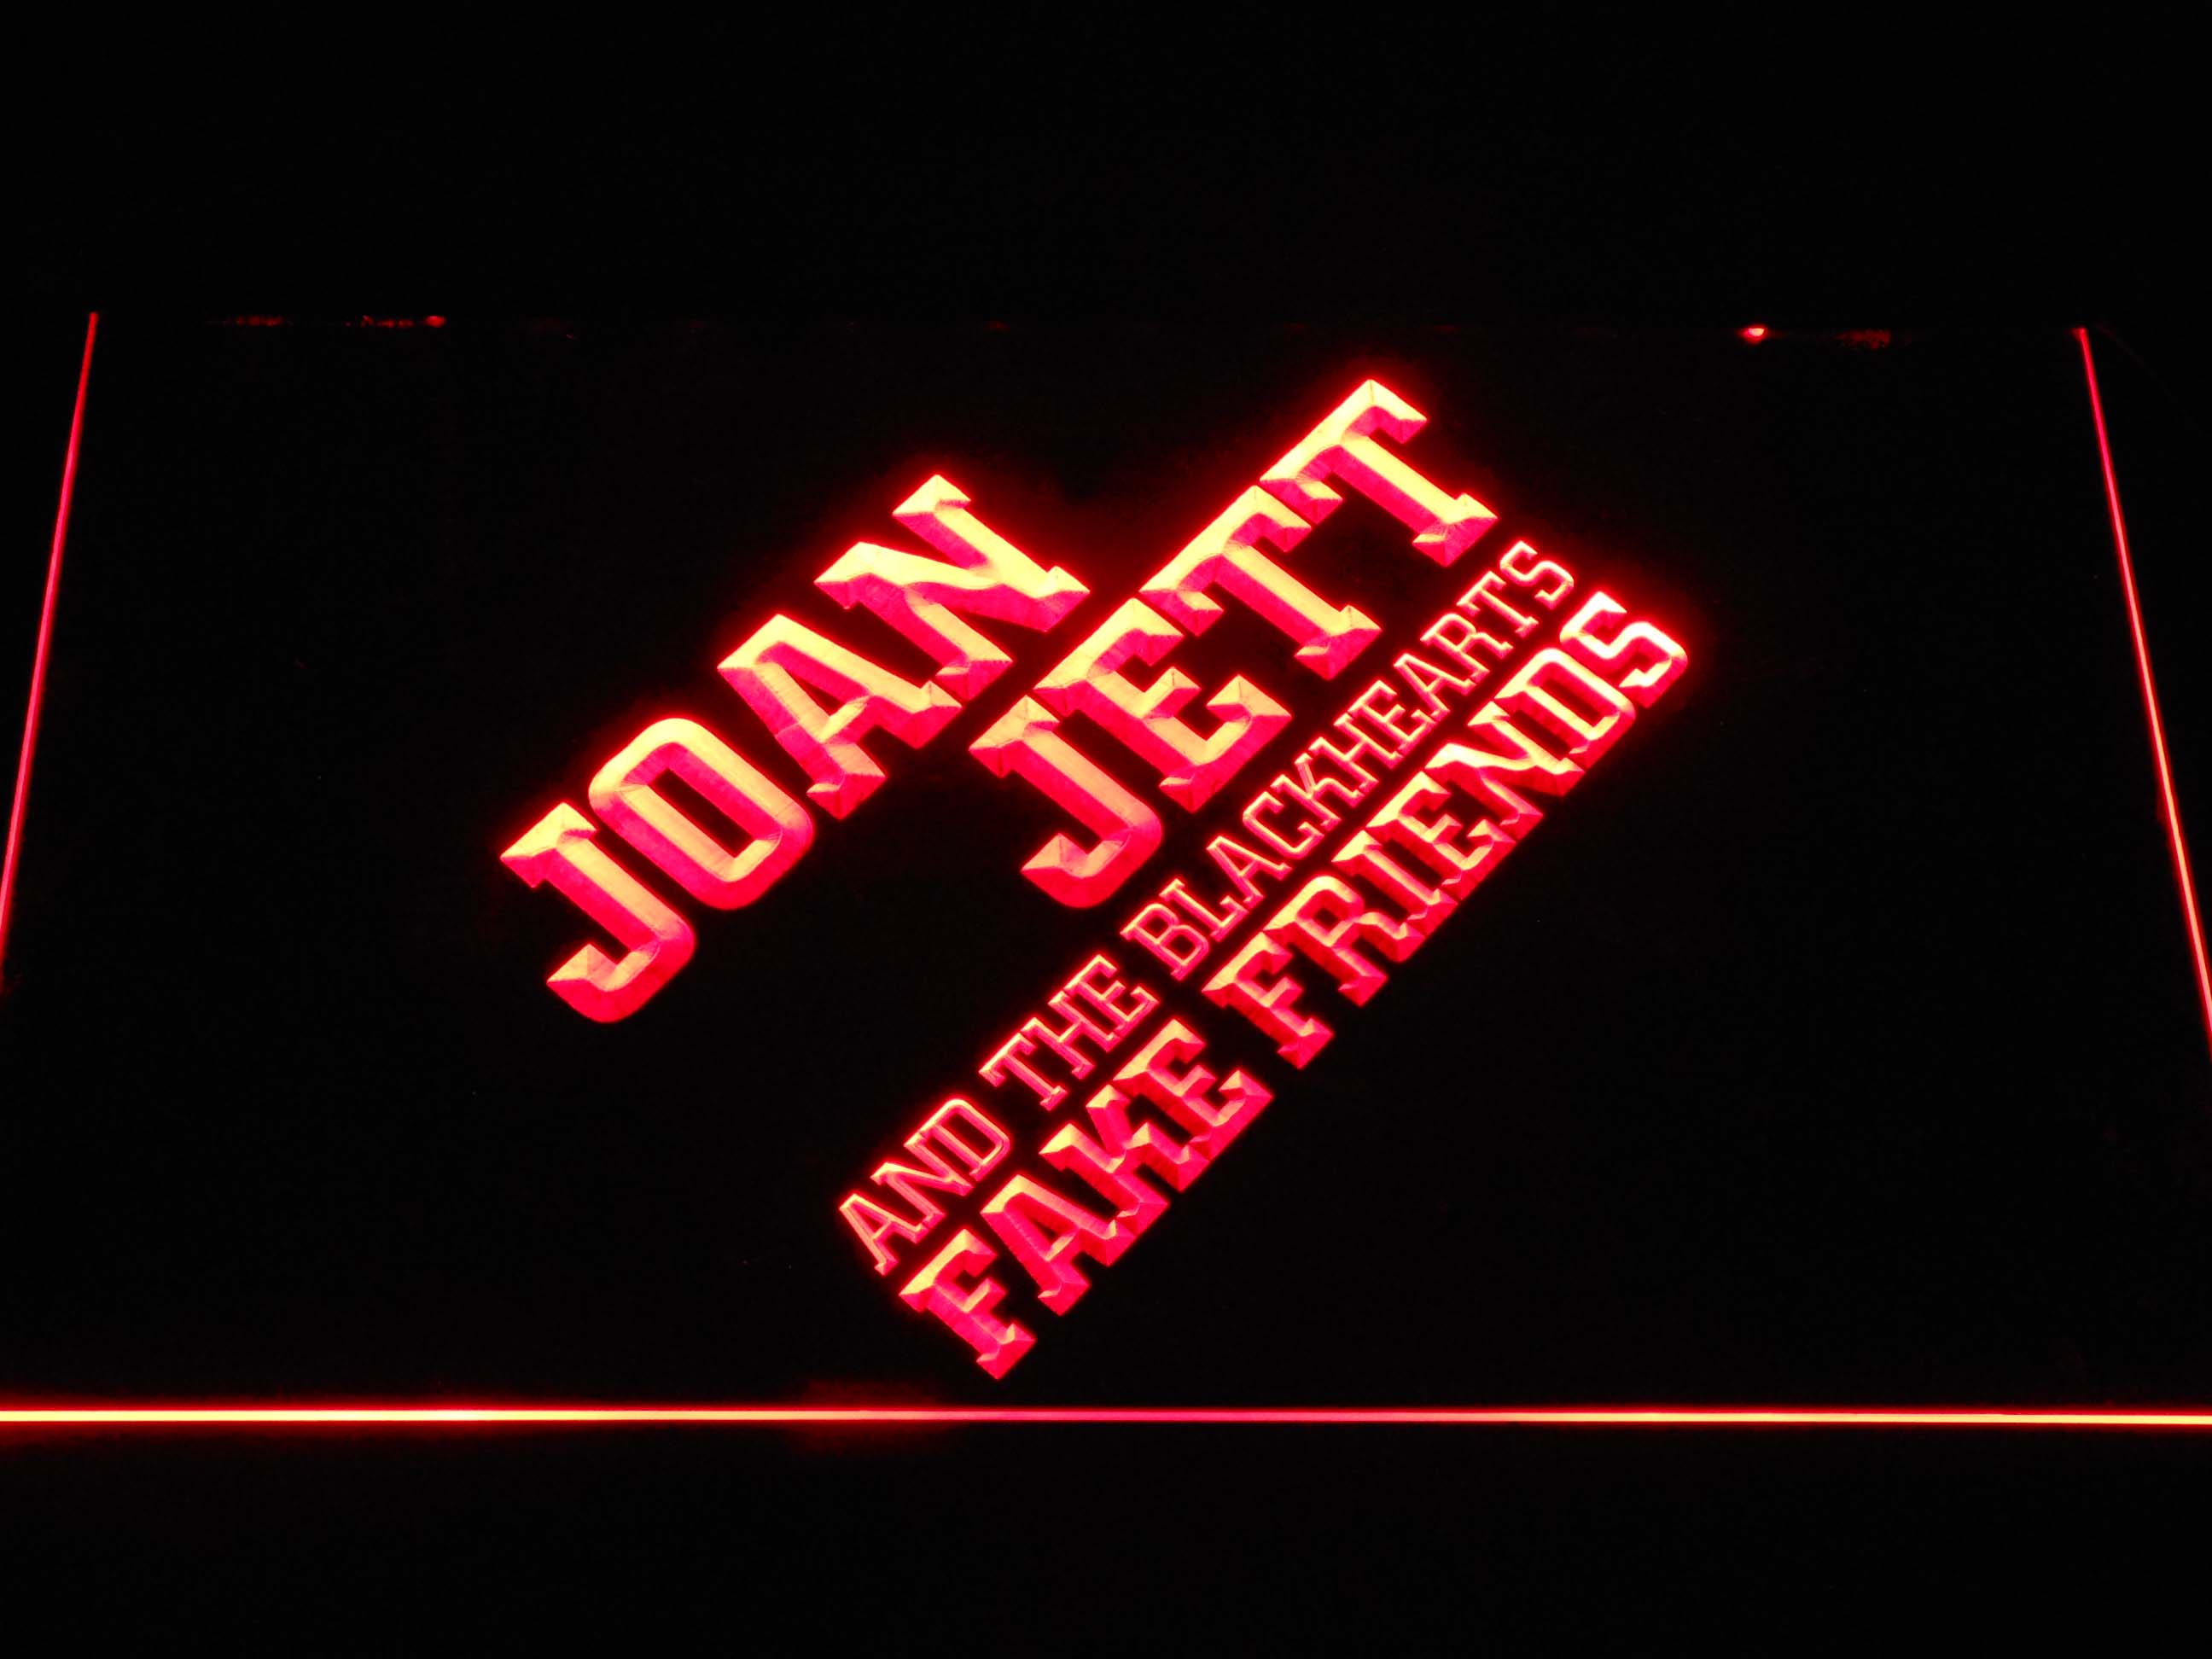 JOAN
JETT
AND THE BLACKHEARTS
FAKE FRIENDS